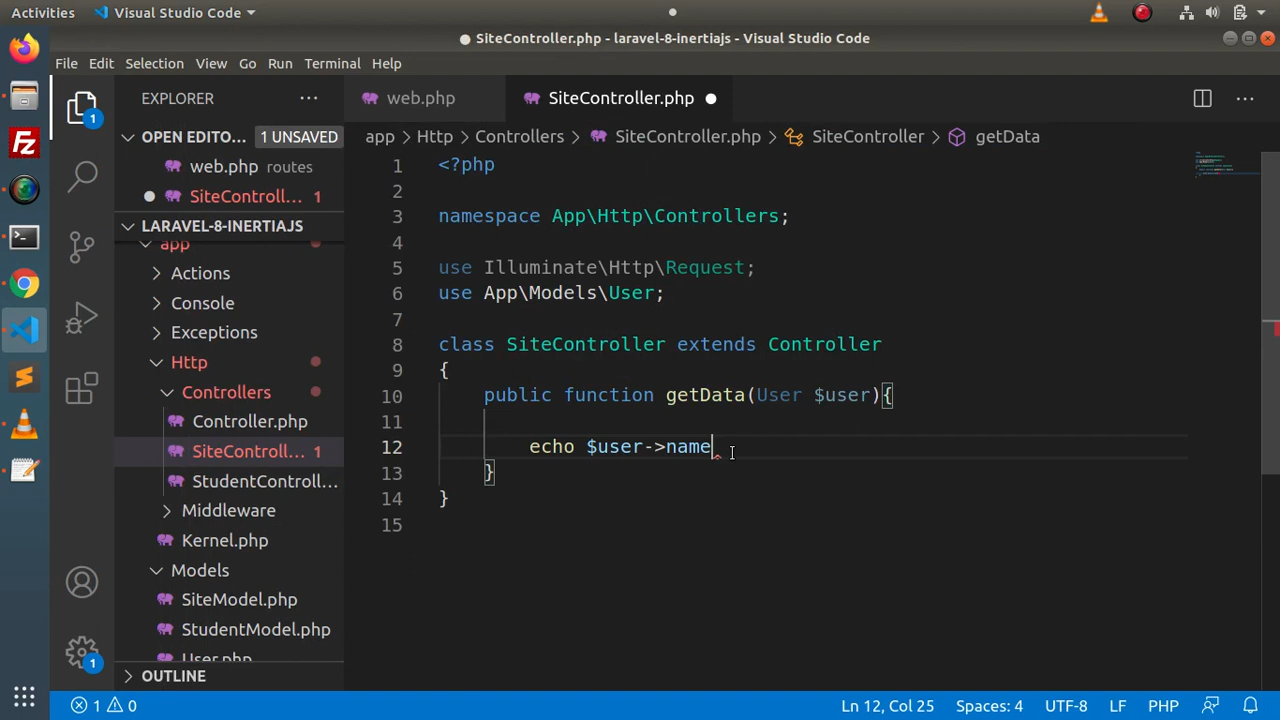 Activities Visual Studio Code
SiteController.php - laravel-8-inertiajs - Visual Studio Code
File Edit Selection View Go Run Terminal Help
EXPLORER
OPEN EDITO... 1 UNSAVED
web.php routes
SiteControll... 1
LARAVEL-8-INERTIAJS
app
Actions
Console
Exceptions
Http
Controllers
Controller.php
SiteControll... 1
StudentControll...
Middleware
Kernel.php
Models
SiteModel.php
StudentModel.php
User.php
OUTLINE
1
1
web.php SiteController.php
app > Http > Controllers > SiteController.php > SiteController > getData
1 <?php
2
3 namespace App\Http\Controllers;
4
5 use Illuminate\Http\Request;
6 use App\Models\User;
7
8 class SiteController extends Controller
9 {
10 public function getData(User $user){
11
12 echo $user->name
13 }
14 }
15
1 0 Ln 12, Col 25 Spaces: 4 UTF-8 LF PHP